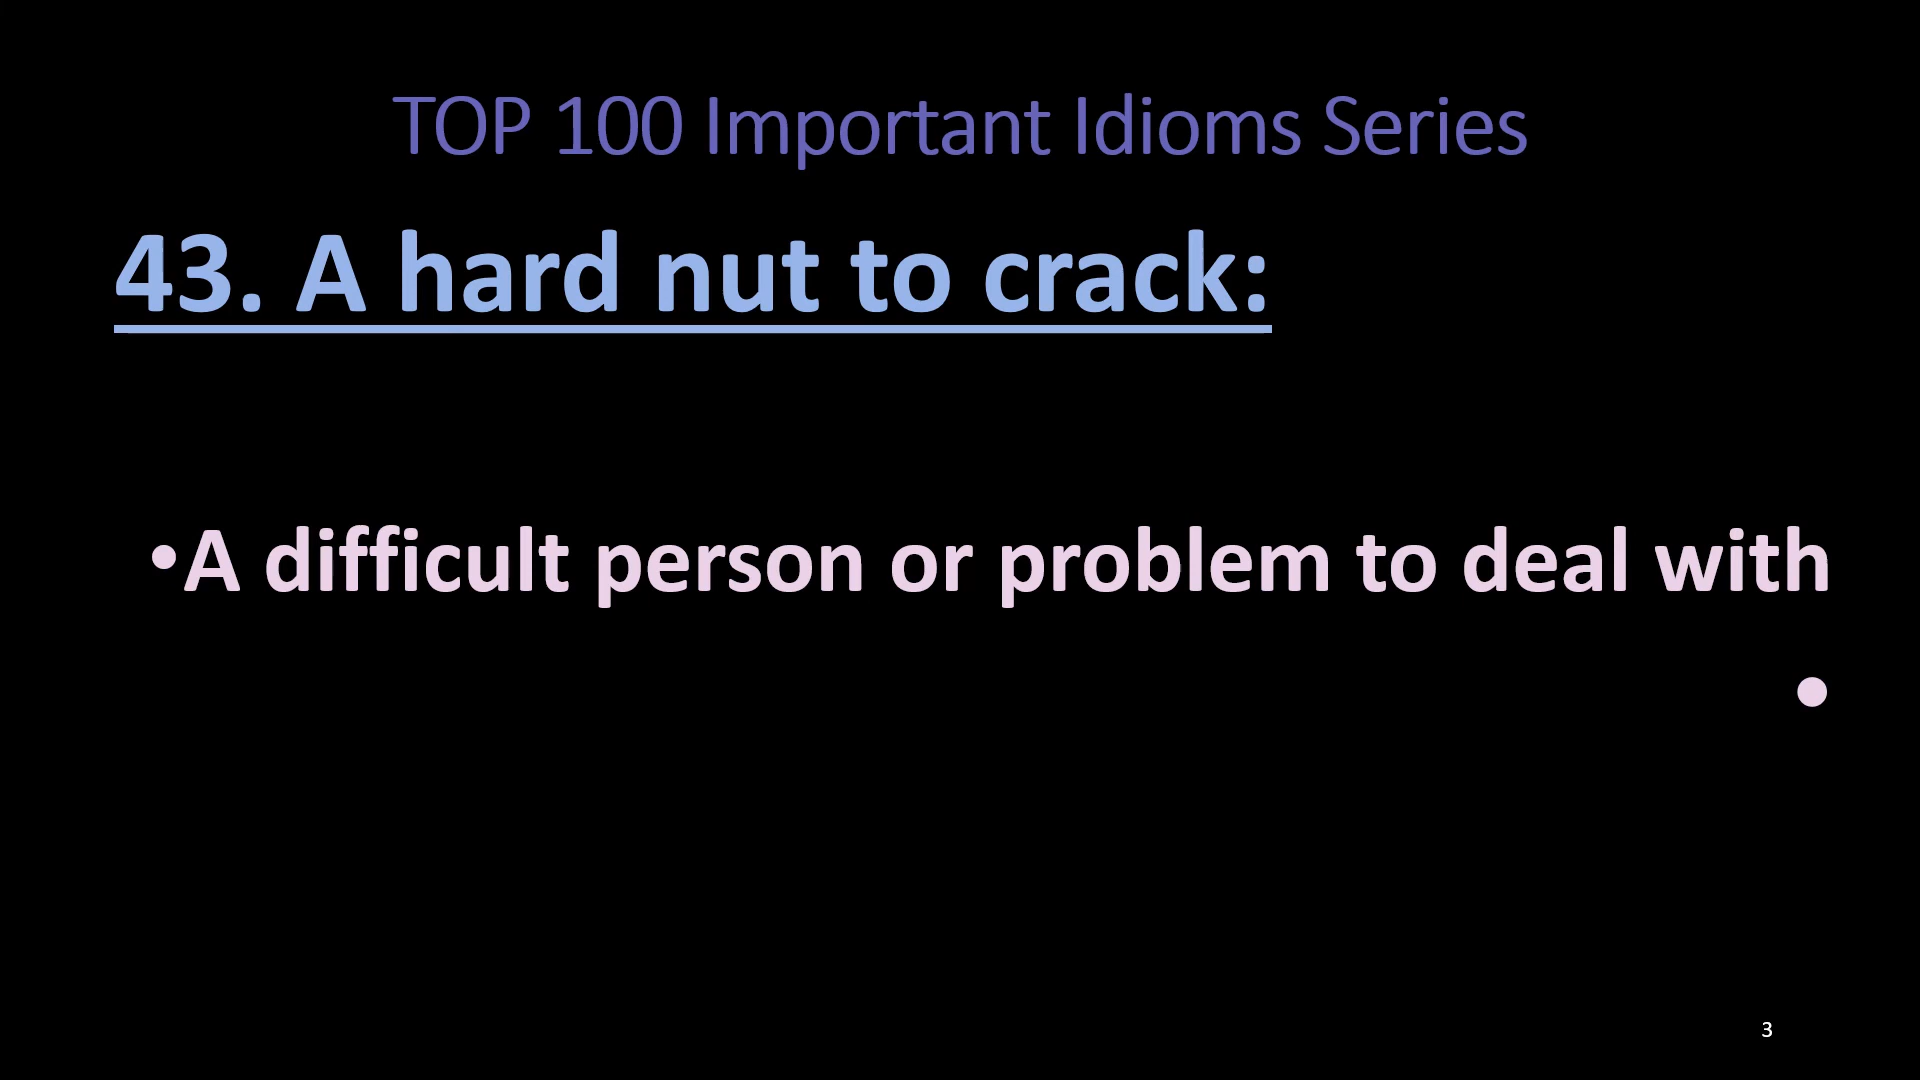 TOP 100 Important Idioms Series
43. A hard nut to crack:
•A difficult person or problem to deal with
•
3